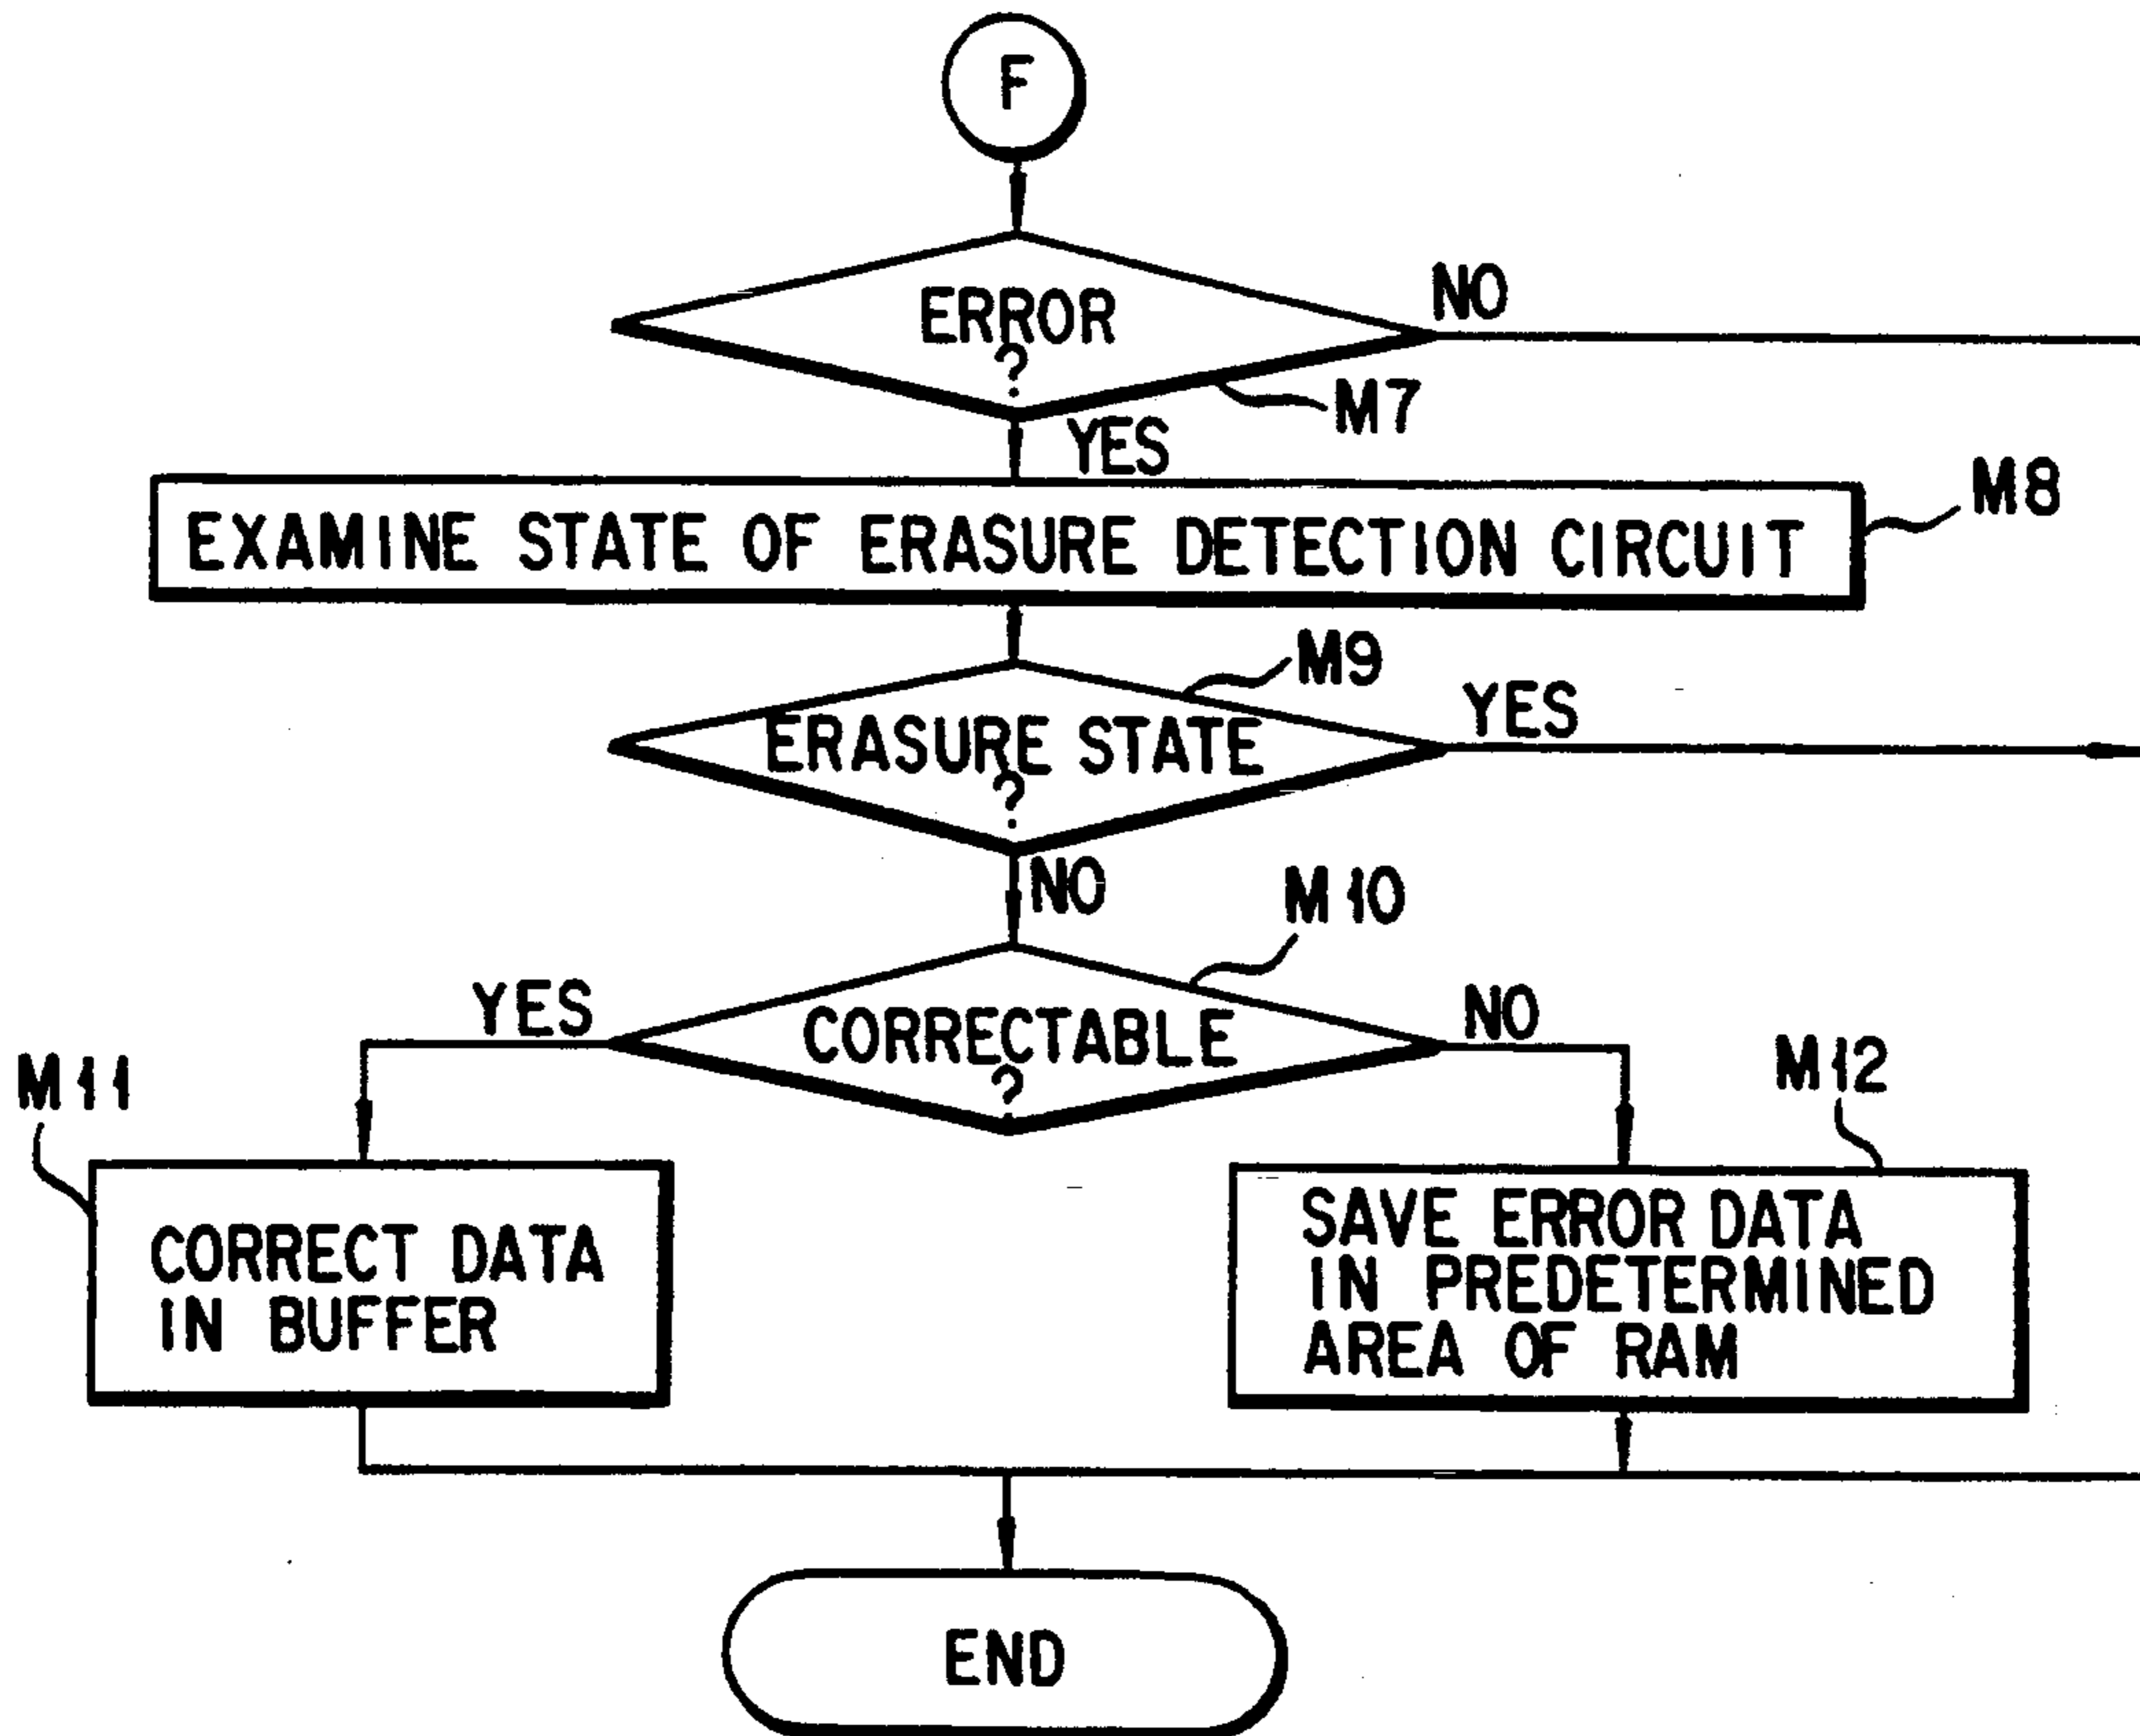 F
ERROR
?
NO
M7
YES
M8
EXAMINE STATE OF ERASURE DETECTION CIRCUIT
M9
ERASURE STATE
?
YES
NO
M10
YES
CORRECTABLE
?
NO
M11
M12
CORRECT DATA
IN BUFFER
SAVE ERROR DATA
IN PREDETERMINED
AREA OF RAM
END